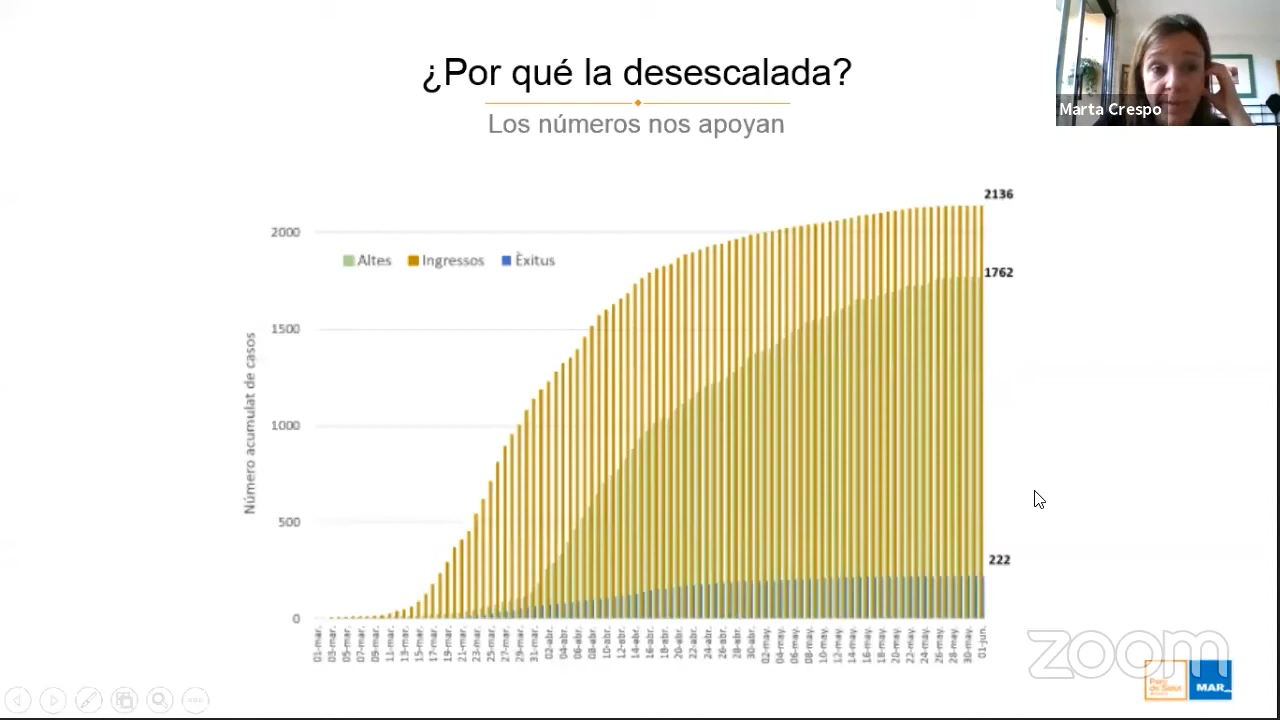 ¿Por qué la desescalada?
Los números nos apoyan
Marta Crespo
2136
2000
Altes
Ingressos
Èxitus
1762
1500
Número acumulat de casos
1000
500
222
0
01-mar.
03-mar.
05-mar.
07-mar.
09-mar.
11-mar.
13-mar.
15-mar.
17-mar.
19-mar.
21-mar.
23-mar.
25-mar.
27-mar.
29-mar.
31-mar.
02-abr.
04-abr.
06-abr.
08-abr.
10-abr.
12-abr.
14-abr.
16-abr.
18-abr.
20-abr.
22-abr.
24-abr.
26-abr.
28-abr.
30-abr.
02-may.
04-may.
06-may.
08-may.
10-may.
12-may.
14-may.
16-may.
18-may.
20-may.
22-may.
24-may.
26-may.
28-may.
30-may.
01-jun.
zoom
Parc
de Salut
MAR